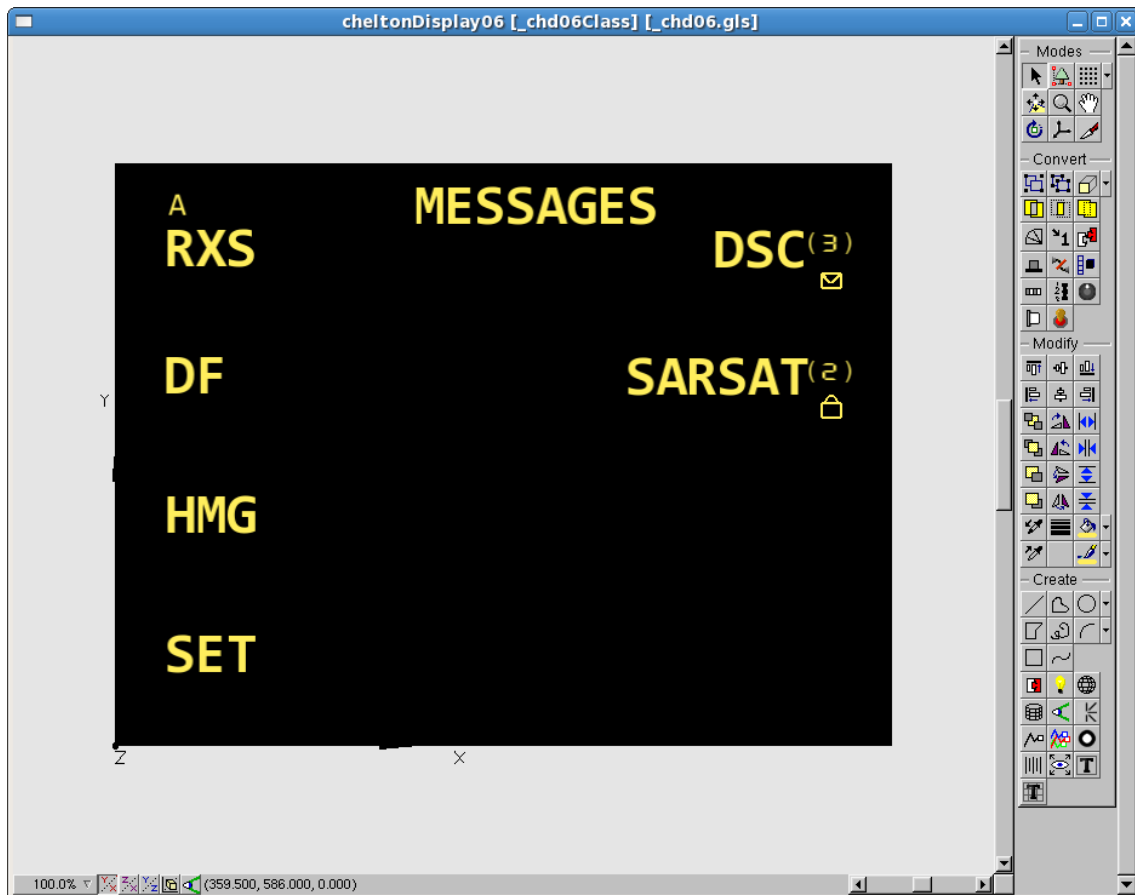 cheltonDisplay06 [_chd06Class] [_chd06.gls]
Modes
Convert
1
Modify
Create
T
T
A
MESSAGES
RXS
DSC(3)
DF
SARSAT(2)
Y
HMG
SET
Z
X
100.0%
Y X
Z X
Y Z
(359.500, 586.000, 0.000)